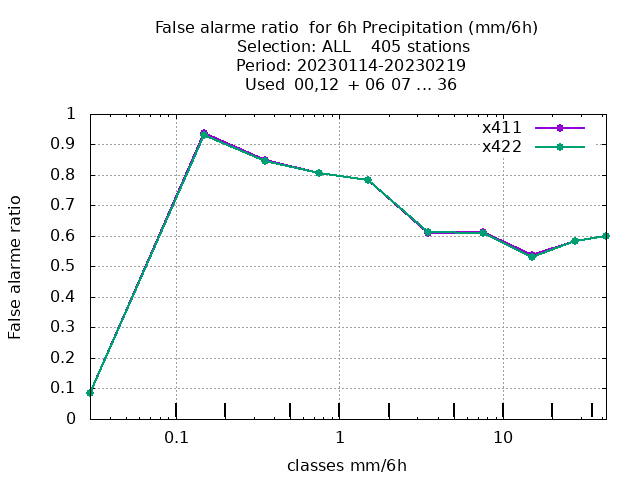 False alarme ratio  for 6h Precipitation (mm/6h)
Selection: ALL    405 stations
Period: 20230114-20230219
Used  00,12  + 06 07 ... 36
x411
x422
1
0.9
0.8
0.7
0.6
0.5
0.4
0.3
0.2
0.1
0
False alarme ratio
0.1 1 10
classes mm/6h